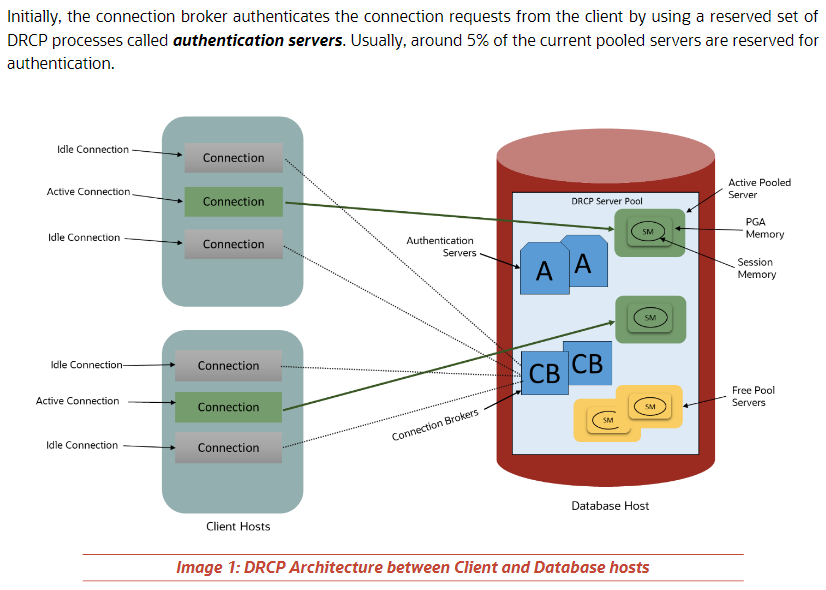 Initially, the connection broker authenticates the connection requests from the client by using a reserved set of
DRCP processes called authentication servers. Usually, around 5% of the current pooled servers are reserved for
authentication.
Idle Connection
Connection
Active Connection
Connection
Idle Connection
Connection
Idle Connection
Connection
Active Connection
Connection
Idle Connection
Connection
Client Hosts
DRCP Server Pool
Authentication
Servers
A
A
SM
Active Pooled
Server
PGA
Memory
Session
Memory
SM
CB
CB
Connection Brokers
SM
SM
Free Pool
Servers
Database Host
Image 1: DRCP Architecture between Client and Database hosts